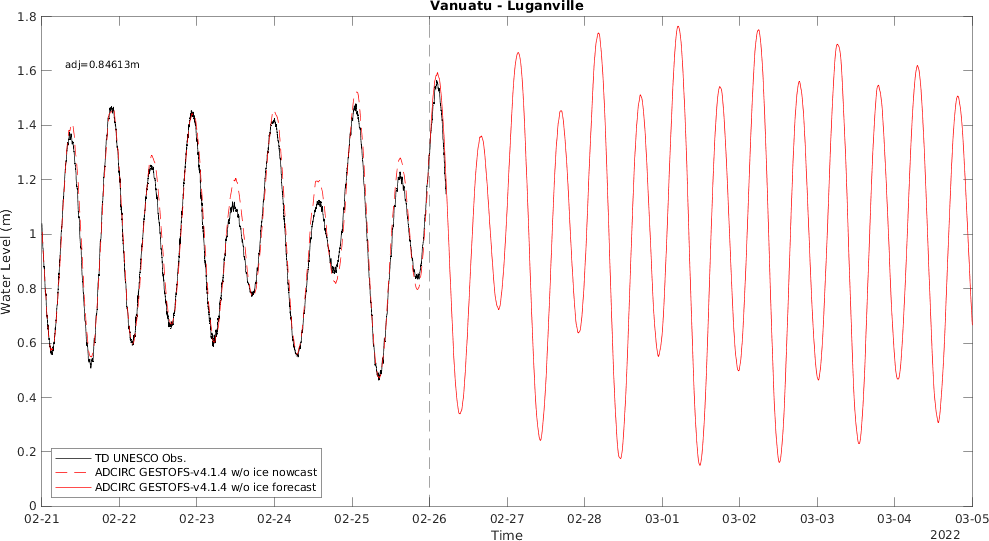 Vanuatu - Luganville
1.8
1.6
1.4
1.2
1
0.8
0.6
0.4
0.2
0
Water Level (m)
adj=0.84613m
TD UNESCO Obs.
ADCIRC GESTOFS-v4.1.4 w/o ice nowcast
ADCIRC GESTOFS-v4.1.4 w/o ice forecast
02-21 02-22 02-23 02-24 02-25 02-26 02-27 02-28 03-01 03-02 03-03 03-04 03-05
Time
2022